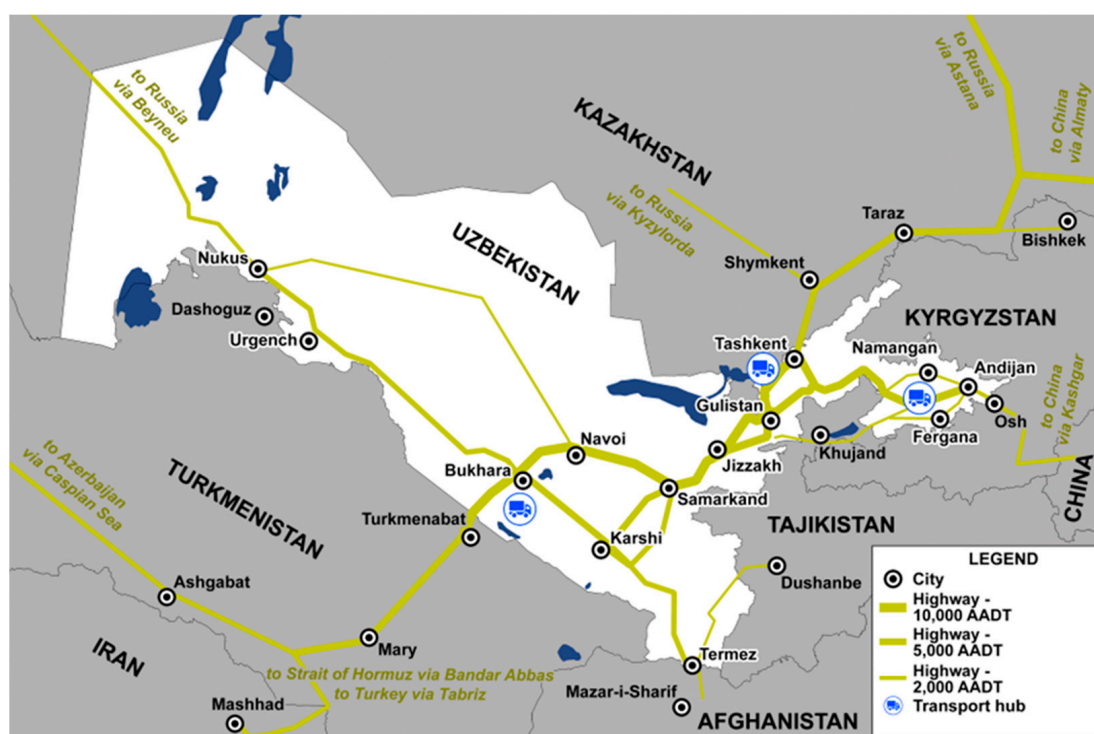 to Russia
via Beyneu
KAZAKHSTAN
to Russia
via Astana
to China
via Almaty
to Russia
via Kyzylorda
Taraz
Bishkek
UZBEKISTAN
Nukus
Shymkent
Dashoguz
Urgench
KYRGYZSTAN
Tashkent
Namangan
Andijan
Gulistan
Osh
to China
via Kashgar
Fergana
Navoi
Khujand
Jizzakh
Bukhara
Samarkand
CHINA
to Azerbaijan
via Caspian Sea
TURKMENISTAN
Turkmenabat
Karshi
TAJIKISTAN
Dushanbe
Ashgabat
IRAN
Mary
Termez
to Strait of Hormuz via Bandar Abbas
to Turkey via Tabriz
Mazar-i-Sharif
Mashhad
AFGHANISTAN
LEGEND
City
Highway -
10,000 AADT
Highway -
5,000 AADT
Highway -
2,000 AADT
Transport hub